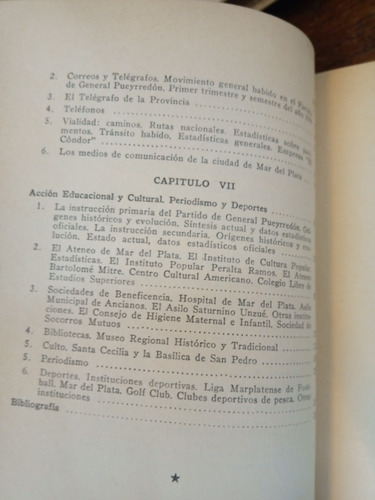 2. Correos y Telégrafos. Movimiento general habido en el
de General Pueyrredón. Primer trimestre y semestre del año
3. El Telégrafo de la Provincia
4. Teléfonos
5. Vialidad: caminos. Rutas nacionales. Estadísticas sobre
mentos. Tránsito habido. Estadísticas generales. Empresa
Cóndor"
6. Los medios de comunicación de la ciudad de Mar del Plata
CAPITULO VII
Acción Educacional y Cultural. Periodismo y Deportes
1. La instrucción primaria del Partido de General Pueyrredón.
genes históricos y evolución. Síntesis actual y datos
oficiales. La instrucción secundaria. Orígenes históricos y
lución. Estado actual, datos estadísticos oficiales
2. El Ateneo de Mar del Plata. El Instituto de Cultura
Estadísticas. El Instituto Popular Peralta Ramos. El Ateneo
Bartolomé Mitre. Centro Cultural Americano. Colegio Libre de
Estudios Superiores
3. Sociedades de Beneficencia, Hospital de Mar del Plata. Asilo
Municipal de Ancianos. El Asilo Saturnino Unzué. Otras
ciones. El Consejo de Higiene Maternal e Infantil, Sociedad de
Socorros Mutuos
4. Bibliotecas. Museo Regional Histórico y Tradicional
5. Culto. Santa Cecilia y la Basílica de San Pedro
5. Periodismo
6. Deportes. Instituciones deportivas. Liga Marplatense de
ball. Mar del Plata. Golf Club. Clubes deportivos de pesca. Otras
instituciones
Bibliografía